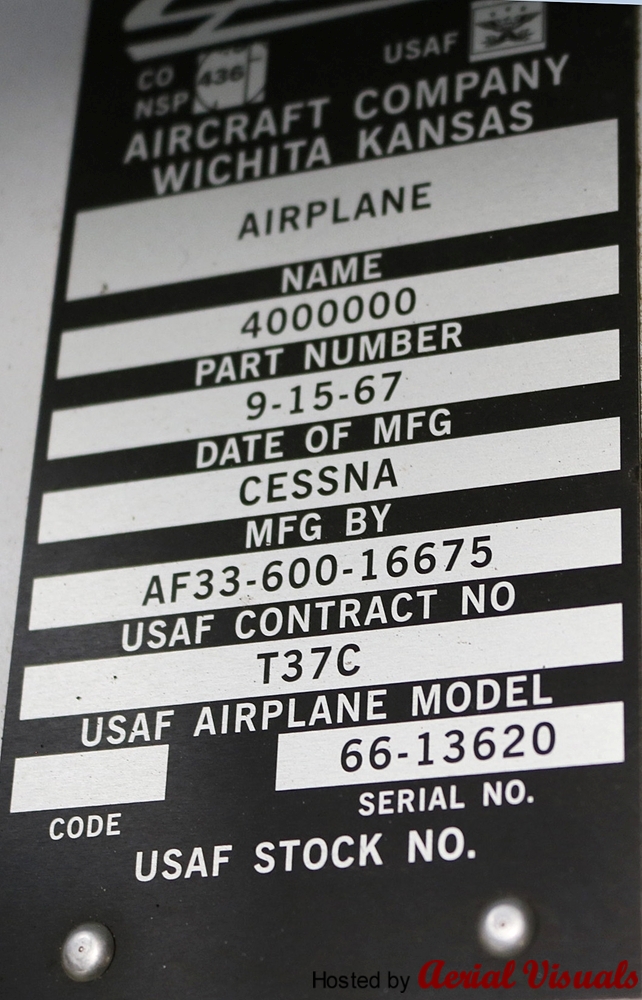 CO 436 USAF
NSP
AIRCRAFT COMPANY
WICHITA KANSAS
AIRPLANE
NAME
4000000
PART NUMBER
9-15-67
DATE OF MFG
CESSNA
MFG BY
AF33-600-16675
USAF CONTRACT NO
T37C
USAF AIRPLANE MODEL
66-13620
CODE SERIAL NO.
USAF STOCK NO.
Hosted by Aerial Visuals